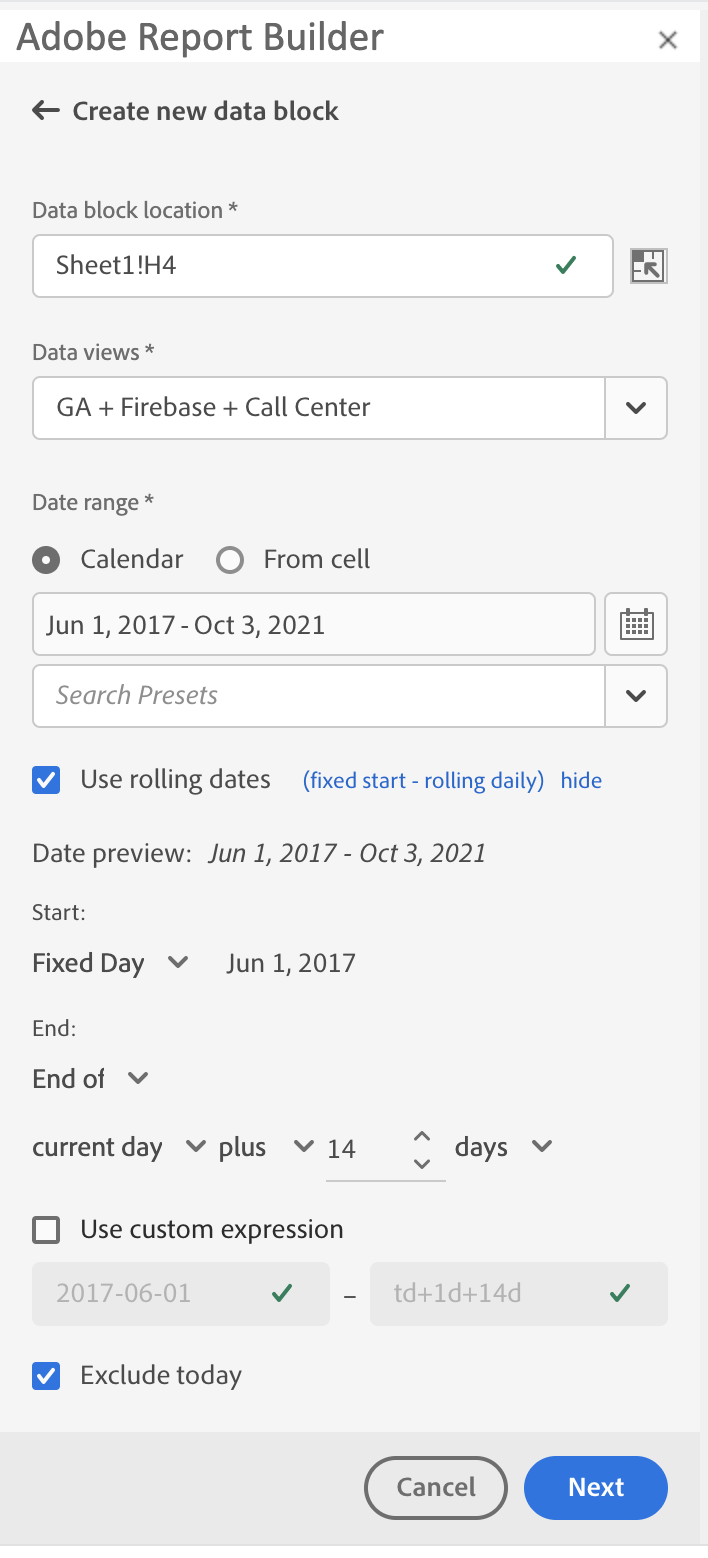 Adobe Report Builder
Create new data block
Data block location *
Sheet1!H4
Data views *
GA + Firebase + Call Center
Date range *
Calendar From cell
Jun 1, 2017 - Oct 3, 2021
Search Presets
Use rolling dates (fixed start - rolling daily) hide
Date preview: Jun 1, 2017 - Oct 3, 2021
Start:
Fixed Day Jun 1, 2017
End:
End of
current day plus 14 days
Use custom expression
2017-06-01 – td+1d+14d
Exclude today
Cancel Next